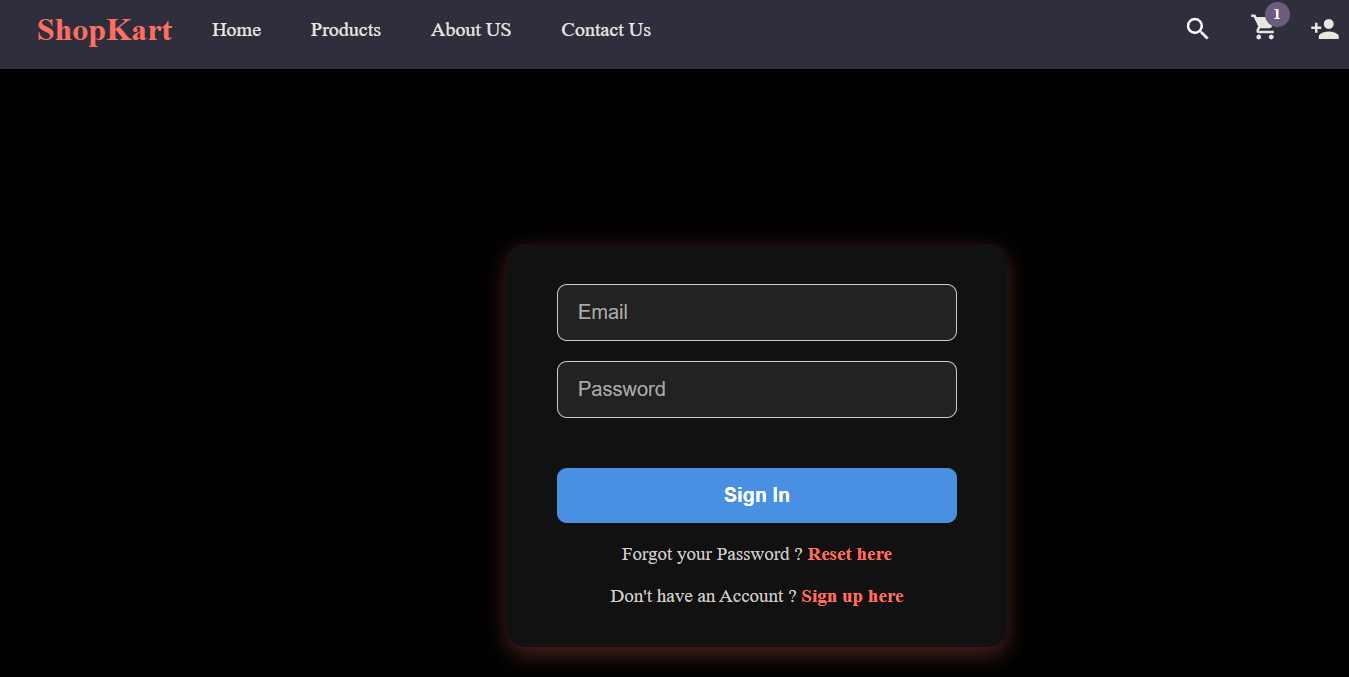 ShopKart Home Products About US Contact Us 1
Email
Password
Sign In
Forgot your Password ? Reset here
Don't have an Account ? Sign up here